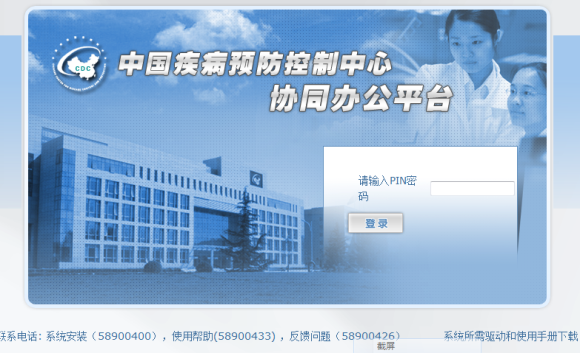 CDC
中国疾病预防控制中心
协同办公平台
请输入PIN密
码
登 录
联系电话：系统安装（58900400），使用帮助(58900433) ，反馈问题（58900426） 系统所需驱动和使用手册下载
截屏